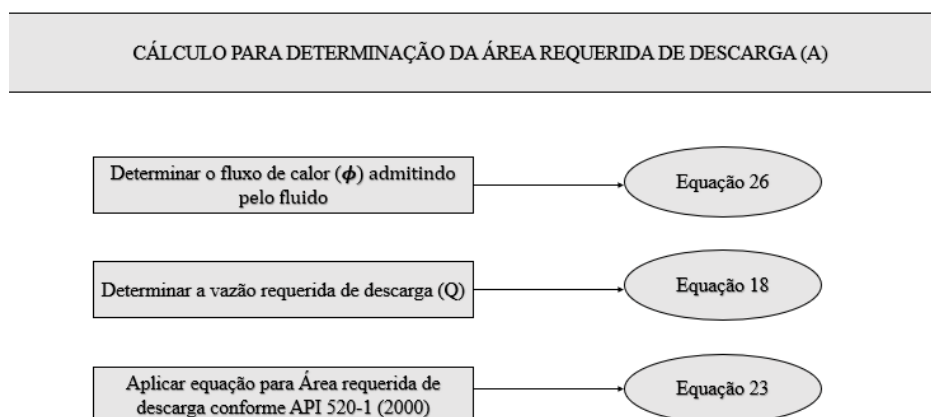 CÁLCULO PARA DETERMINAÇÃO DA ÁREA REQUERIDA DE DESCARGA (A)
Determinar o fluxo de calor (ϕ) admitindo
pelo fluido
Equação 26
Determinar a vazão requerida de descarga (Q)
Equação 18
Aplicar equação para Área requerida de
descarga conforme API 520-1 (2000)
Equação 23